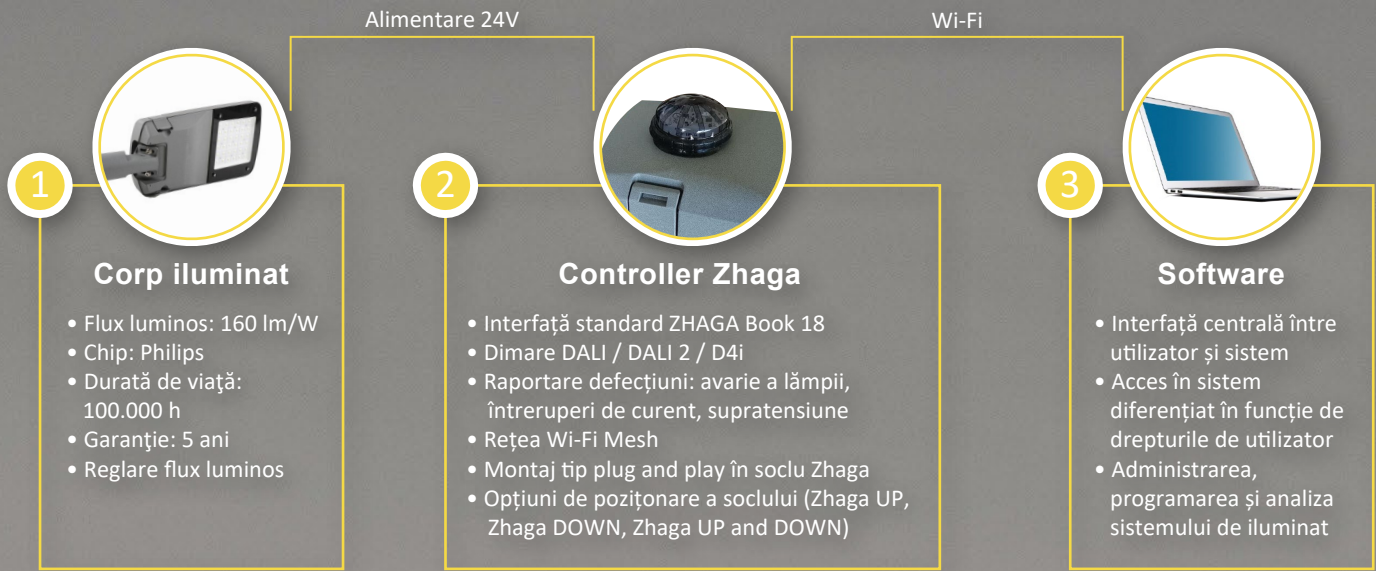 Alimentare 24V
Wi-Fi
1
Corp iluminat
• Flux luminos: 160 lm/W
• Chip: Philips
• Durată de viaţă:
100.000 h
• Garanţie: 5 ani
• Reglare flux luminos
2
Controller Zhaga
• Interfață standard ZHAGA Book 18
• Dimare DALI / DALI 2 / D4i
• Raportare defecțiuni: avarie a lămpii,
întreruperi de curent, supratensiune
• Rețea Wi-Fi Mesh
• Montaj tip plug and play în soclu Zhaga
• Opțiuni de pozițonare a soclului (Zhaga UP,
Zhaga DOWN, Zhaga UP and DOWN)
3
Software
• Interfață centrală între
utilizator și sistem
• Acces în sistem
diferențiat în funcție de
drepturile de utilizator
• Administrarea,
programarea și analiza
sistemului de iluminat